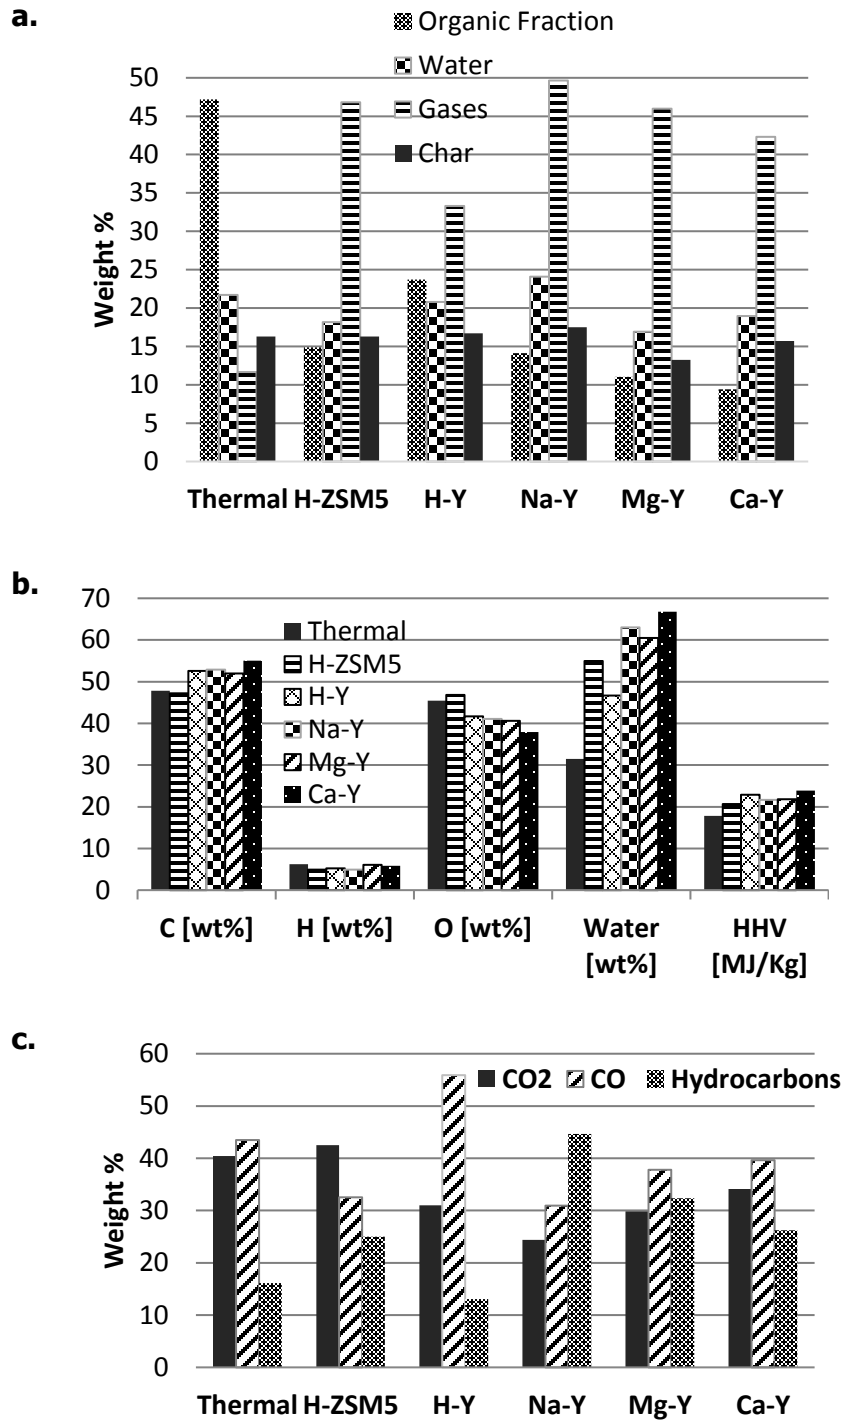 a.
Organic Fraction
Water
Gases
Char
50
45
40
35
30
25
20
15
10
5
0
Weight %
Thermal H-ZSM5 H-Y Na-Y Mg-Y Ca-Y
b.
70
60
50
40
30
20
10
0
Thermal
H-ZSM5
H-Y
Na-Y
Mg-Y
Ca-Y
C [wt%] H [wt%] O [wt%] Water [wt%] HHV [MJ/Kg]
c.
60
50
40
30
20
10
0
Weight %
CO2 CO Hydrocarbons
Thermal H-ZSM5 H-Y Na-Y Mg-Y Ca-Y